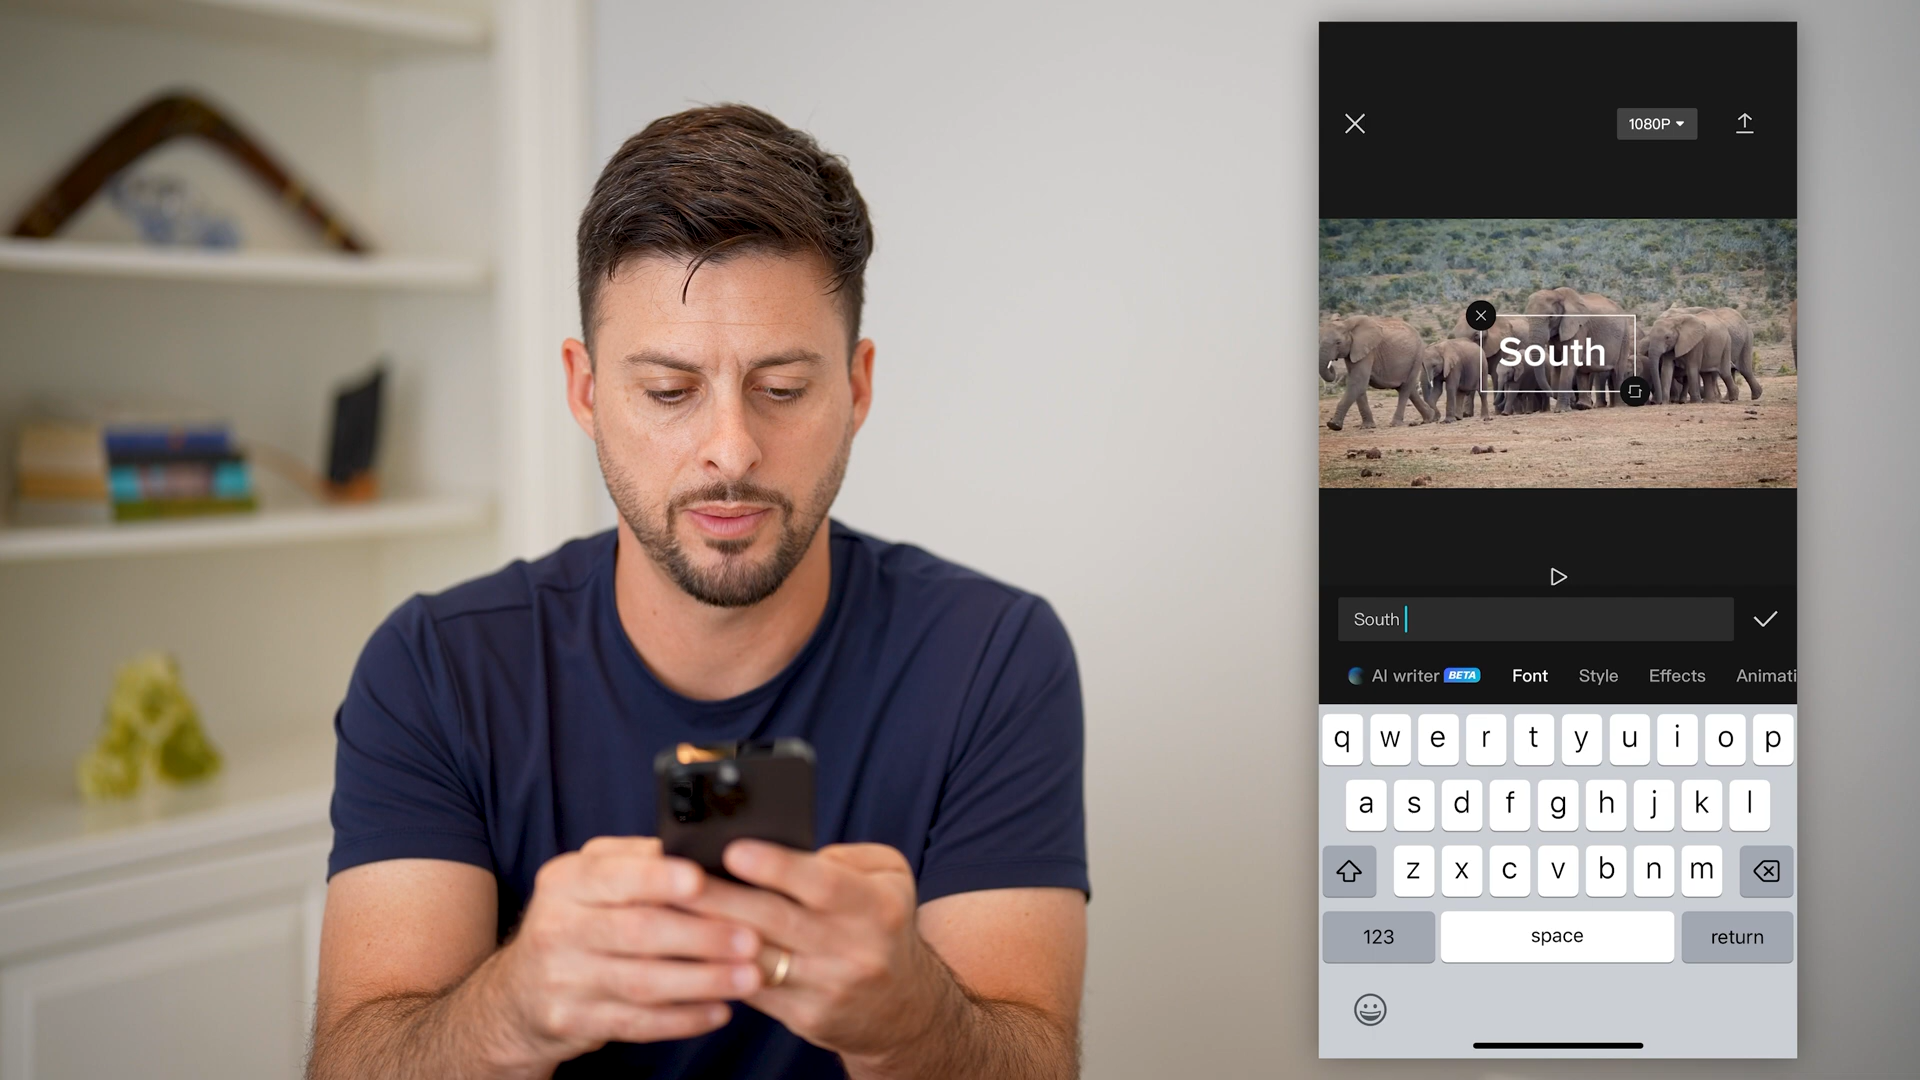 1080P
South
South
AI writer BETA Font Style Effects Animati
q w e r t y u i o p
a s d f g h j k l
z x c v b n m
123 space return